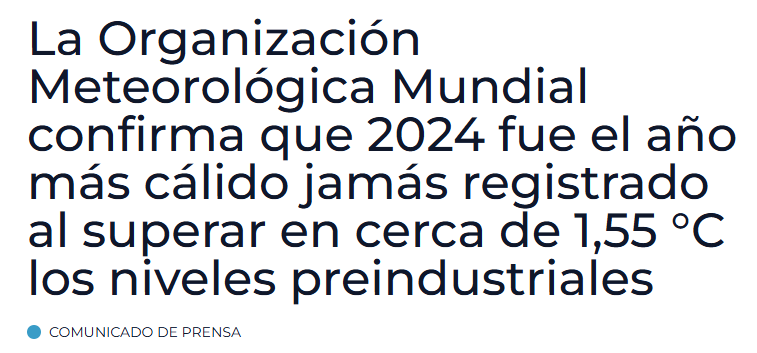 La Organización
Meteorológica Mundial
confirma que 2024 fue el año
más cálido jamás registrado
al superar en cerca de 1,55 °C
los niveles preindustriales
COMUNICADO DE PRENSA